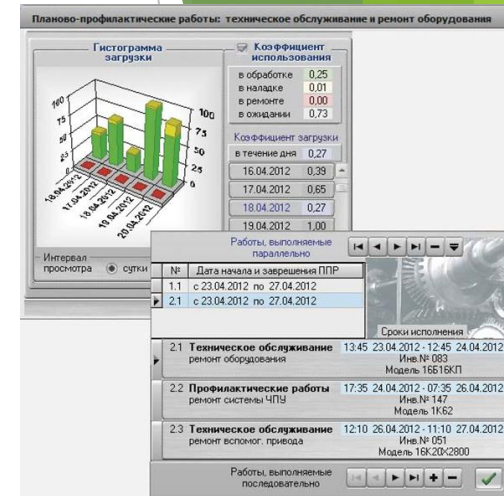 Планово-профилактические работы: техническое обслуживание и ремонт оборудования
Гистограмма
загрузки
100
75
50
25
0
100
75
50
25
0
16.04.2012
17.04.2012
18.04.2012
19.04.2012
20.04.2012
Интервал
просмотра
сутки
Коэффициент
использования
в обработке 0,25
в наладке 0,01
в ремонте 0,00
в ожидании 0,73
Коэффициент загрузки
в течение дня 0,27
16.04.2012 0,39
17.04.2012 0,65
18.04.2012 0,27
19.04.2012 1,00
Работы, выполняемые
параллельно
№ Дата начала и завершения ППР
1.1 с 23.04.2012 по 27.04.2012
2.1 с 23.04.2012 по 27.04.2012
Сроки исполнения
2.1 Техническое обслуживание 13:45 23.04.2012 - 12:45 24.04.2012
ремонт оборудования Инв.№ 083
Модель 16Б16КП
2.2 Профилактические работы 17:35 24.04.2012 - 07:35 26.04.2012
ремонт системы ЧПУ Инв.№ 147
Модель 1К62
2.3 Техническое обслуживание 12:10 26.04.2012 - 11:10 27.04.2012
ремонт вспомог. привода Инв.№ 051
Модель 16К20Х2800
Работы, выполняемые
последовательно